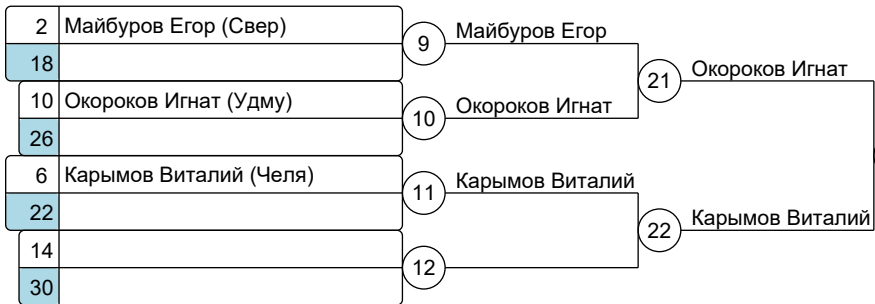 2 Майбуров Егор (Свер)
18
9 Майбуров Егор
10 Окороков Игнат (Удму)
26
10 Окороков Игнат
21 Окороков Игнат
6 Карымов Виталий (Челя)
22
11 Карымов Виталий
14
30
12
22 Карымов Виталий